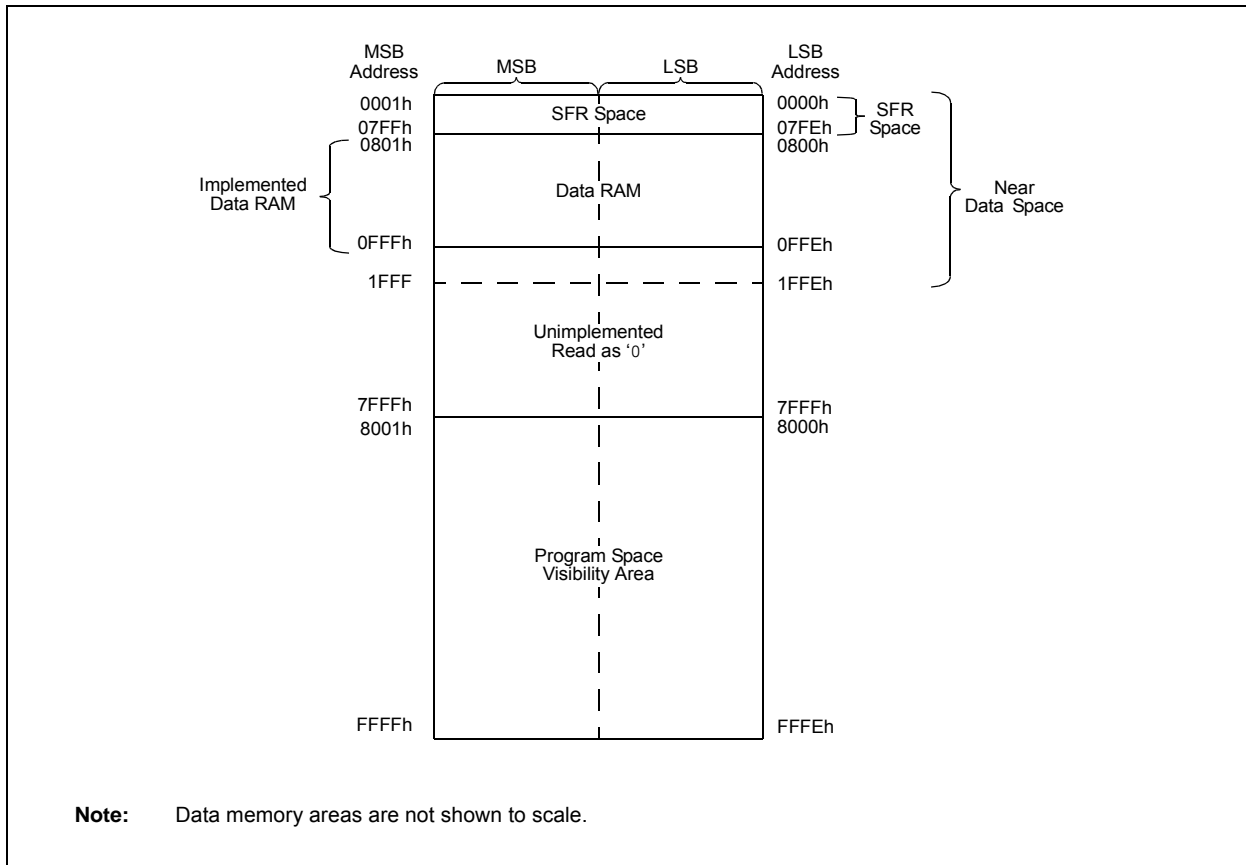 MSB
Address
MSB
LSB
LSB
Address
0001h
SFR Space
0000h
SFR
Space
07FFh
07FEh
0801h
0800h
Implemented
Data RAM
Data RAM
Near
Data Space
0FFFh
0FFEh
1FFF
1FFEh
Unimplemented
Read as ‘0’
7FFFh
7FFFh
8001h
8000h
Program Space
Visibility Area
FFFFh
FFFEh
Note: Data memory areas are not shown to scale.